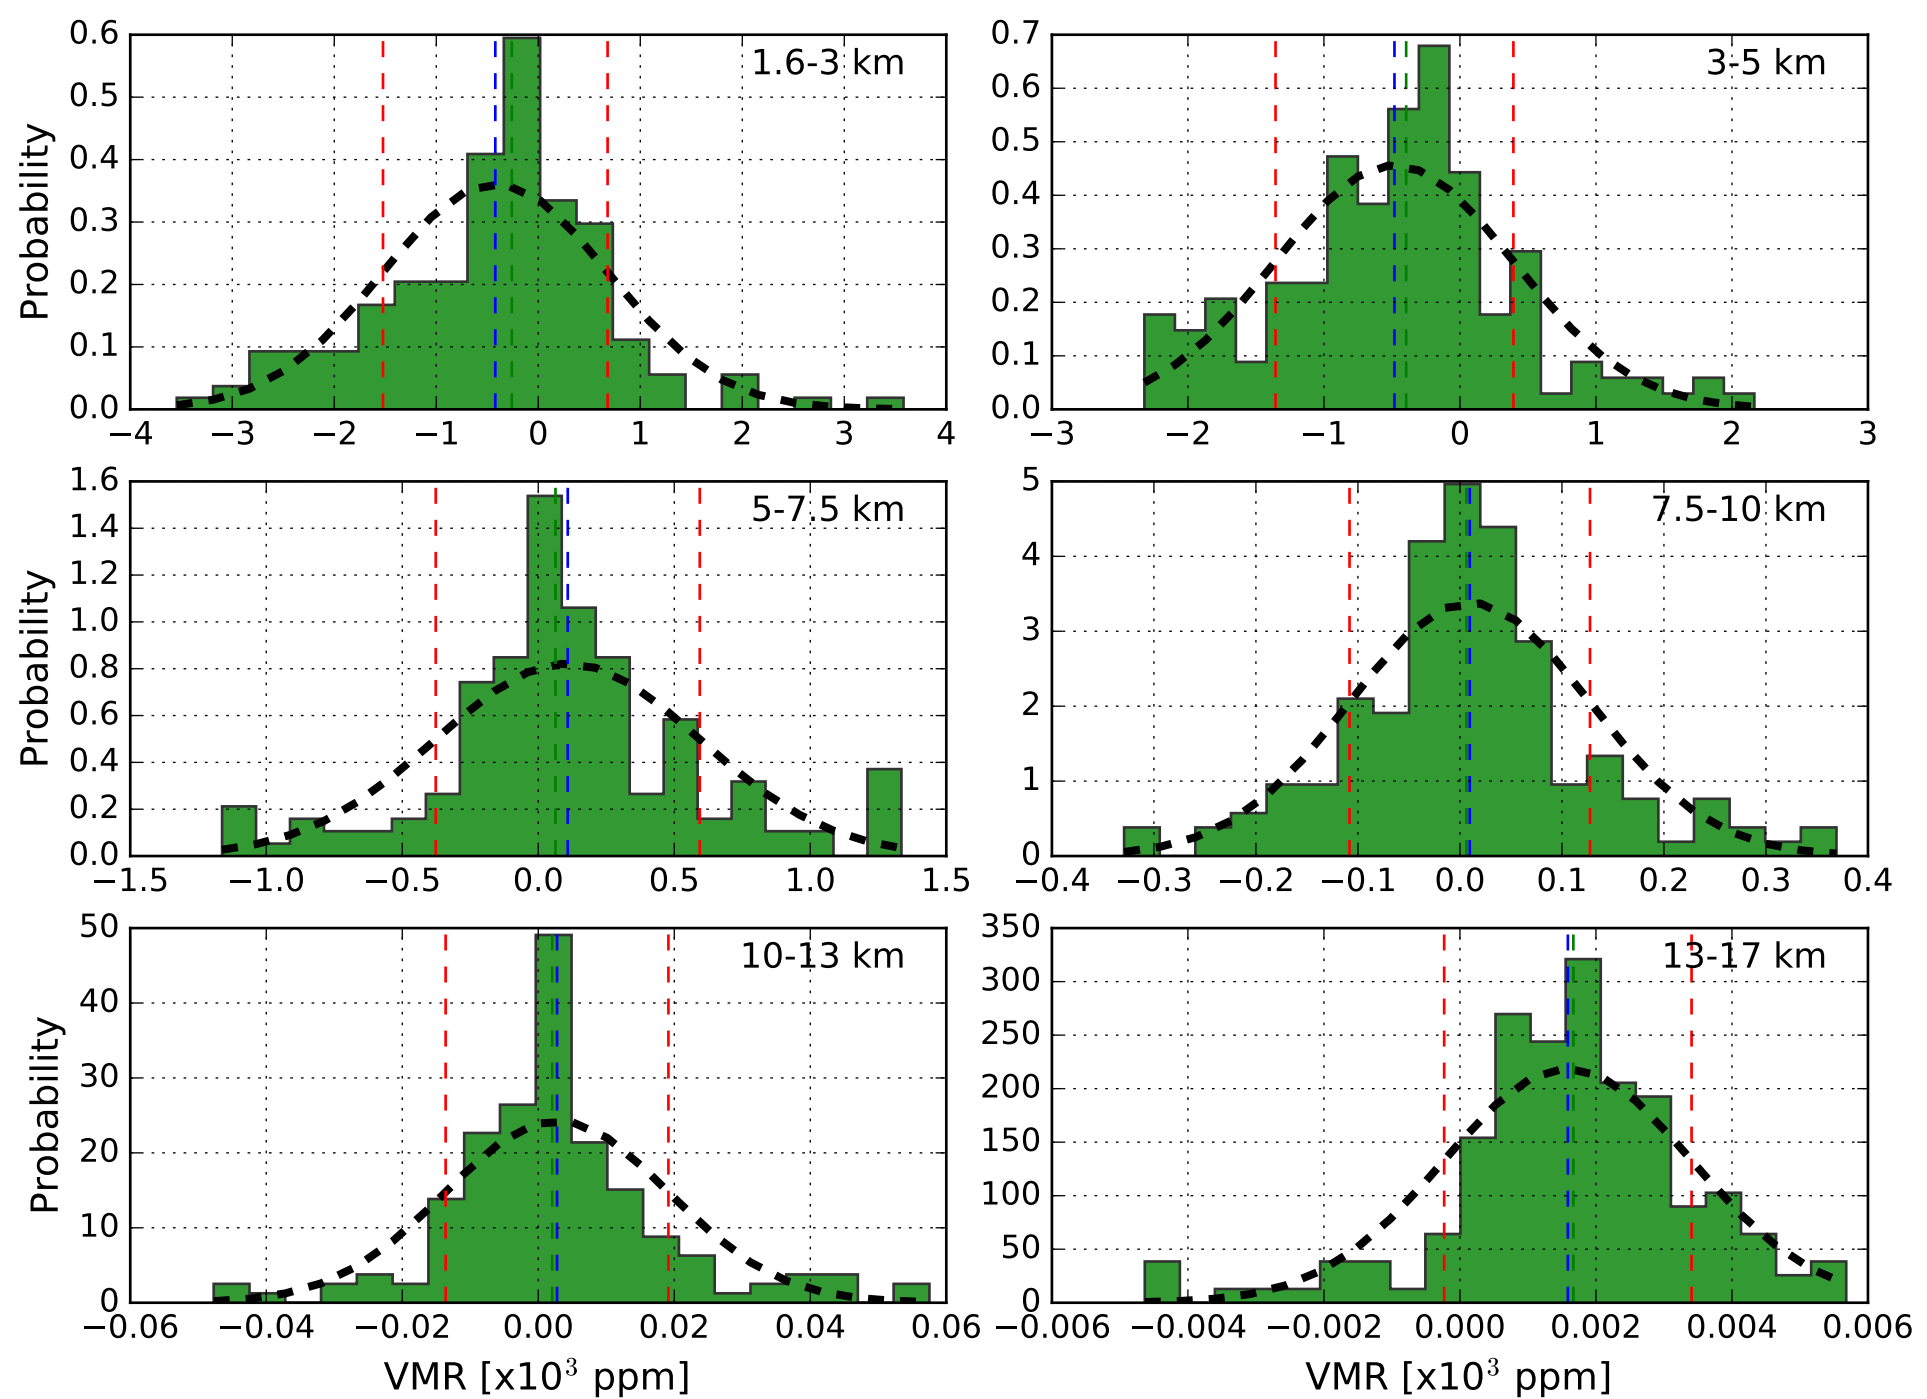 0.6
0.5
0.4
0.3
0.2
0.1
0.0
Probability
1.6-3 km
−4 −3 −2 −1 0 1 2 3 4
0.7
0.6
0.5
0.4
0.3
0.2
0.1
0.0
3-5 km
−3 −2 −1 0 1 2 3
1.6
1.4
1.2
1.0
0.8
0.6
0.4
0.2
0.0
Probability
5-7.5 km
−1.5 −1.0 −0.5 0.0 0.5 1.0 1.5
5
4
3
2
1
0
7.5-10 km
−0.4 −0.3 −0.2 −0.1 0.0 0.1 0.2 0.3 0.4
50
40
30
20
10
0
Probability
10-13 km
−0.06 −0.04 −0.02 0.00 0.02 0.04 0.06
VMR [x10³ ppm]
350
300
250
200
150
100
50
0
13-17 km
−0.006 −0.004 −0.002 0.000 0.002 0.004 0.006
VMR [x10³ ppm]